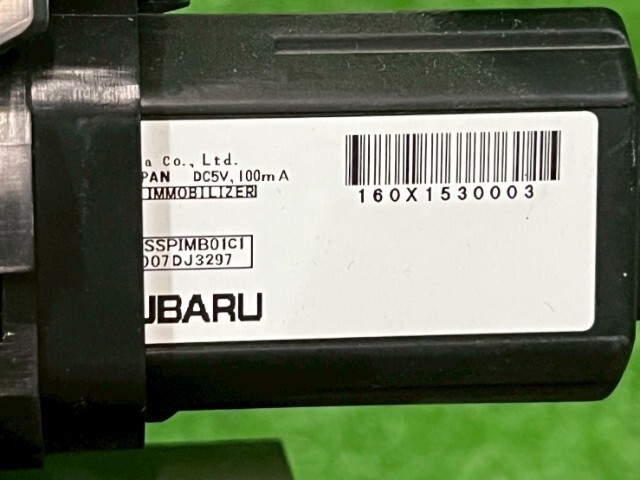 a Co., Ltd.
PAN DC5V, 100mA
IMMOBILIZER
SSPIMB01C1
007DJ3297
UBARU
160X1530003